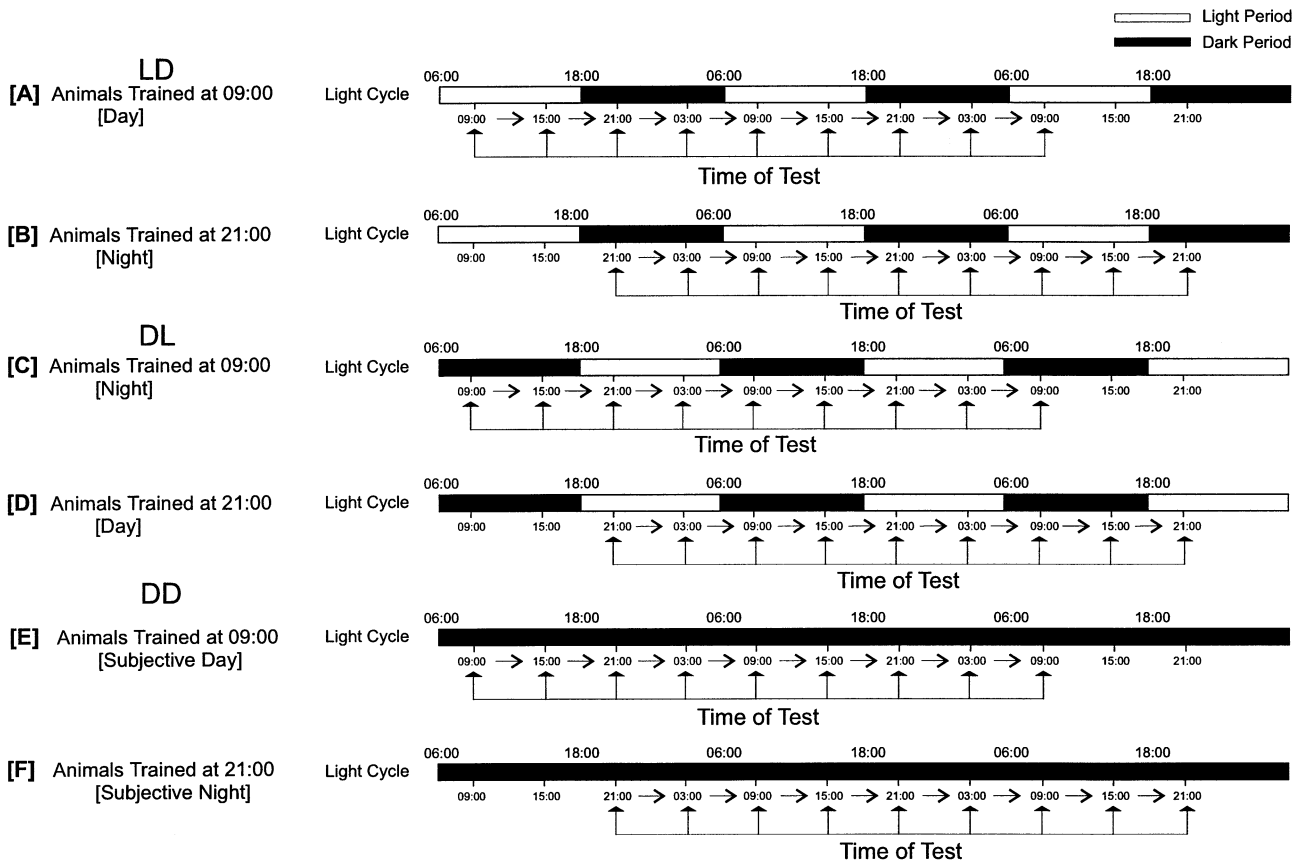 Light Period
Dark Period
LD
[A] Animals Trained at 09:00
[Day]
Light Cycle
06:00 18:00 06:00 18:00 06:00 18:00
09:00 15:00 21:00 03:00 09:00 15:00 21:00 03:00 09:00 15:00 21:00
Time of Test
[B] Animals Trained at 21:00
[Night]
Light Cycle
06:00 18:00 06:00 18:00 06:00 18:00
09:00 15:00 21:00 03:00 09:00 15:00 21:00 03:00 09:00 15:00 21:00
Time of Test
DL
[C] Animals Trained at 09:00
[Night]
Light Cycle
06:00 18:00 06:00 18:00 06:00 18:00
09:00 15:00 21:00 03:00 09:00 15:00 21:00 03:00 09:00 15:00 21:00
Time of Test
[D] Animals Trained at 21:00
[Day]
Light Cycle
06:00 18:00 06:00 18:00 06:00 18:00
09:00 15:00 21:00 03:00 09:00 15:00 21:00 03:00 09:00 15:00 21:00
Time of Test
DD
[E] Animals Trained at 09:00
[Subjective Day]
Light Cycle
06:00 18:00 06:00 18:00 06:00 18:00
09:00 15:00 21:00 03:00 09:00 15:00 21:00 03:00 09:00 15:00 21:00
Time of Test
[F] Animals Trained at 21:00
[Subjective Night]
Light Cycle
06:00 18:00 06:00 18:00 06:00 18:00
09:00 15:00 21:00 03:00 09:00 15:00 21:00 03:00 09:00 15:00 21:00
Time of Test